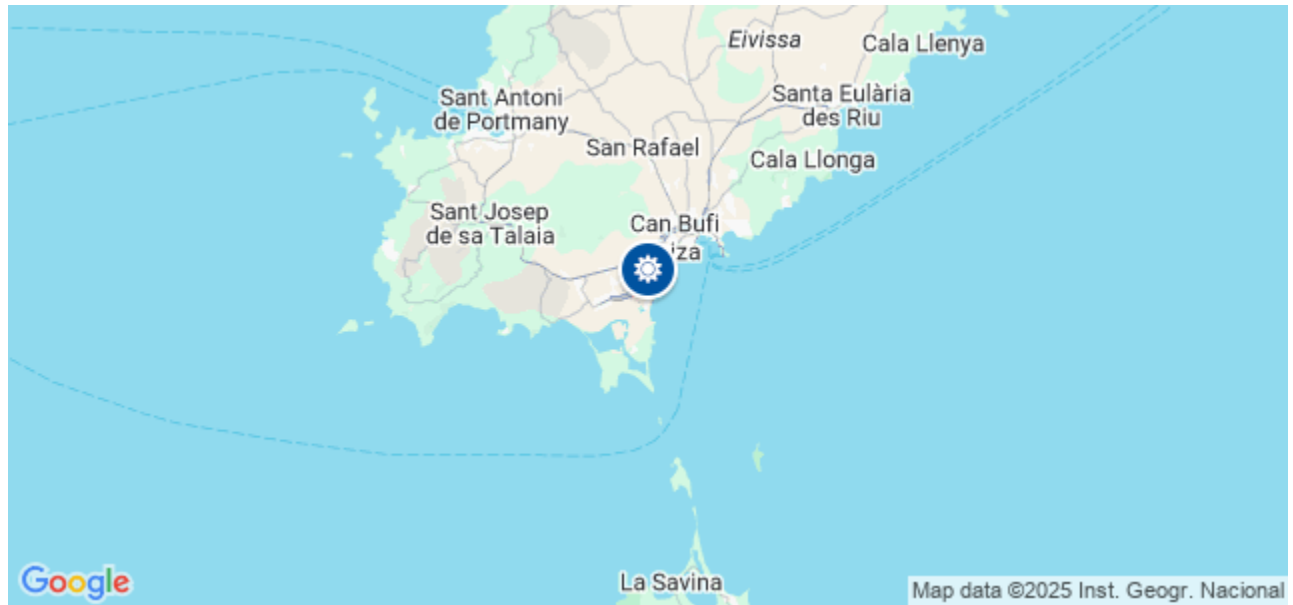 Eivissa
Cala Llenya
Sant Antoni
de Portmany
Santa Eulària
des Riu
San Rafael
Cala Llonga
Sant Josep
de sa Talaia
Can Bufi
iza
La Savina
Google
Map data ©2025 Inst. Geogr. Nacional